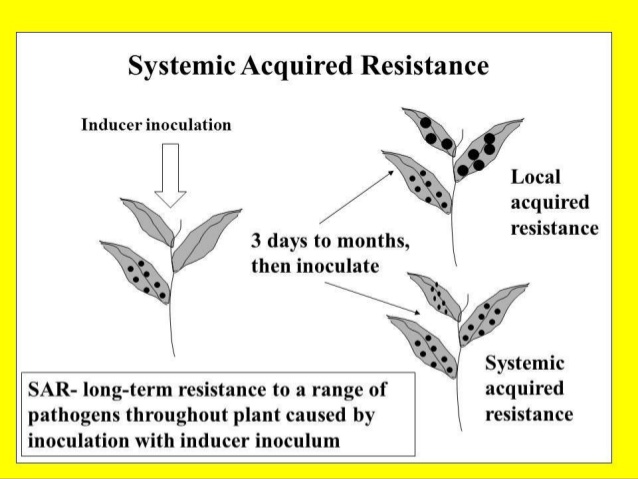 Systemic Acquired Resistance
Inducer inoculation
Local
acquired
resistance
3 days to months,
then inoculate
Systemic
acquired
resistance
SAR- long-term resistance to a range of
pathogens throughout plant caused by
inoculation with inducer inoculum